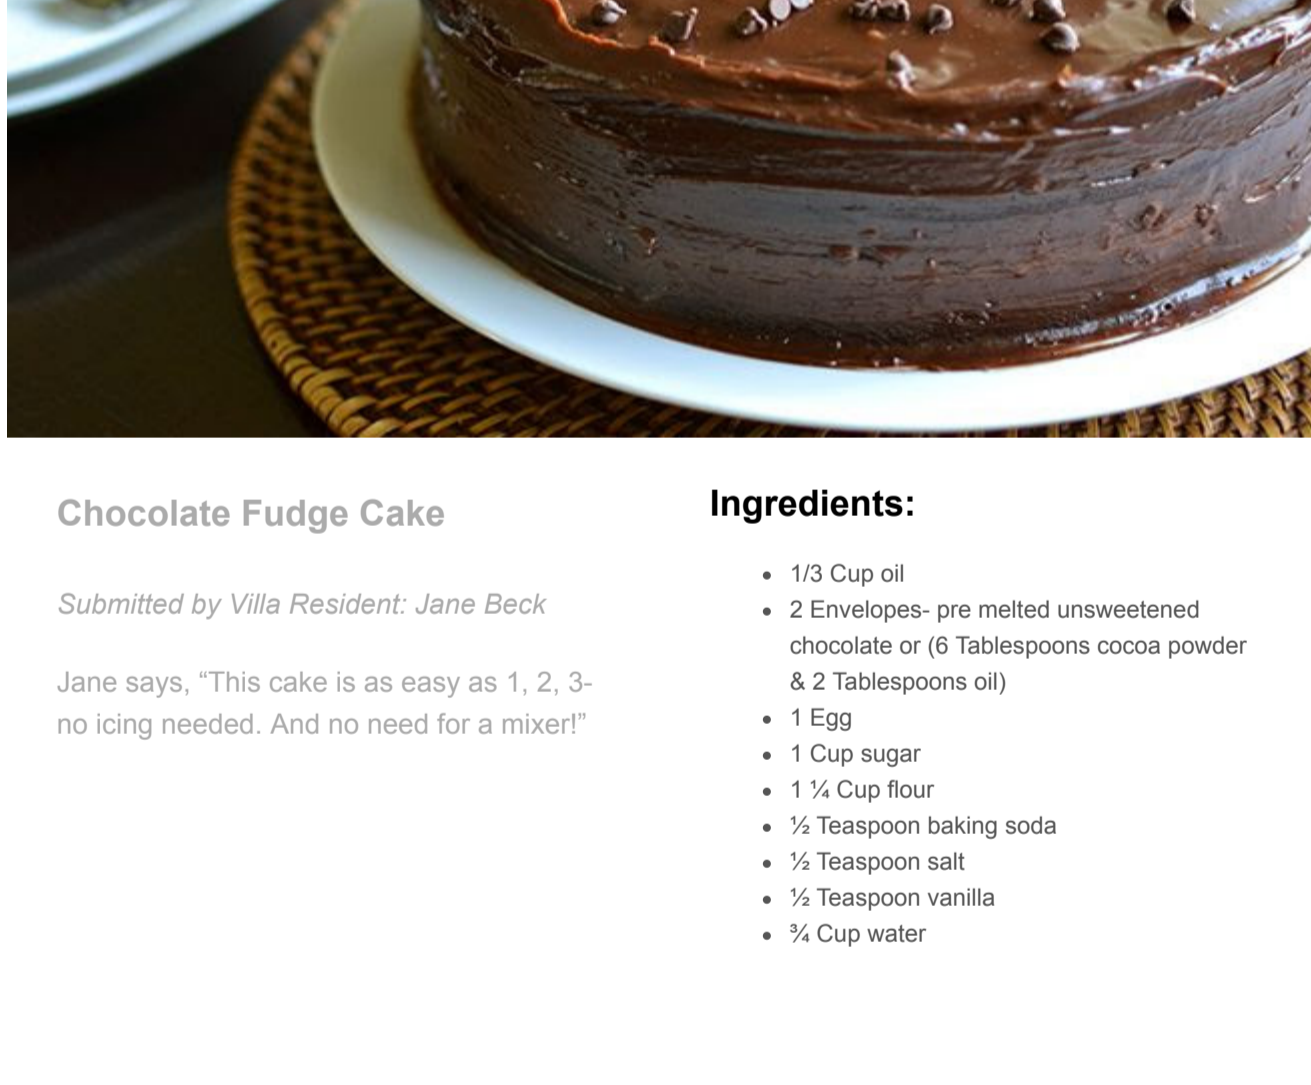 Chocolate Fudge Cake
Submitted by Villa Resident: Jane Beck
Jane says, “This cake is as easy as 1, 2, 3-
no icing needed. And no need for a mixer!”
Ingredients:
• 1/3 Cup oil
• 2 Envelopes- pre melted unsweetened
chocolate or (6 Tablespoons cocoa powder
& 2 Tablespoons oil)
• 1 Egg
• 1 Cup sugar
• 1 ¼ Cup flour
• ½ Teaspoon baking soda
• ½ Teaspoon salt
• ½ Teaspoon vanilla
• ¾ Cup water